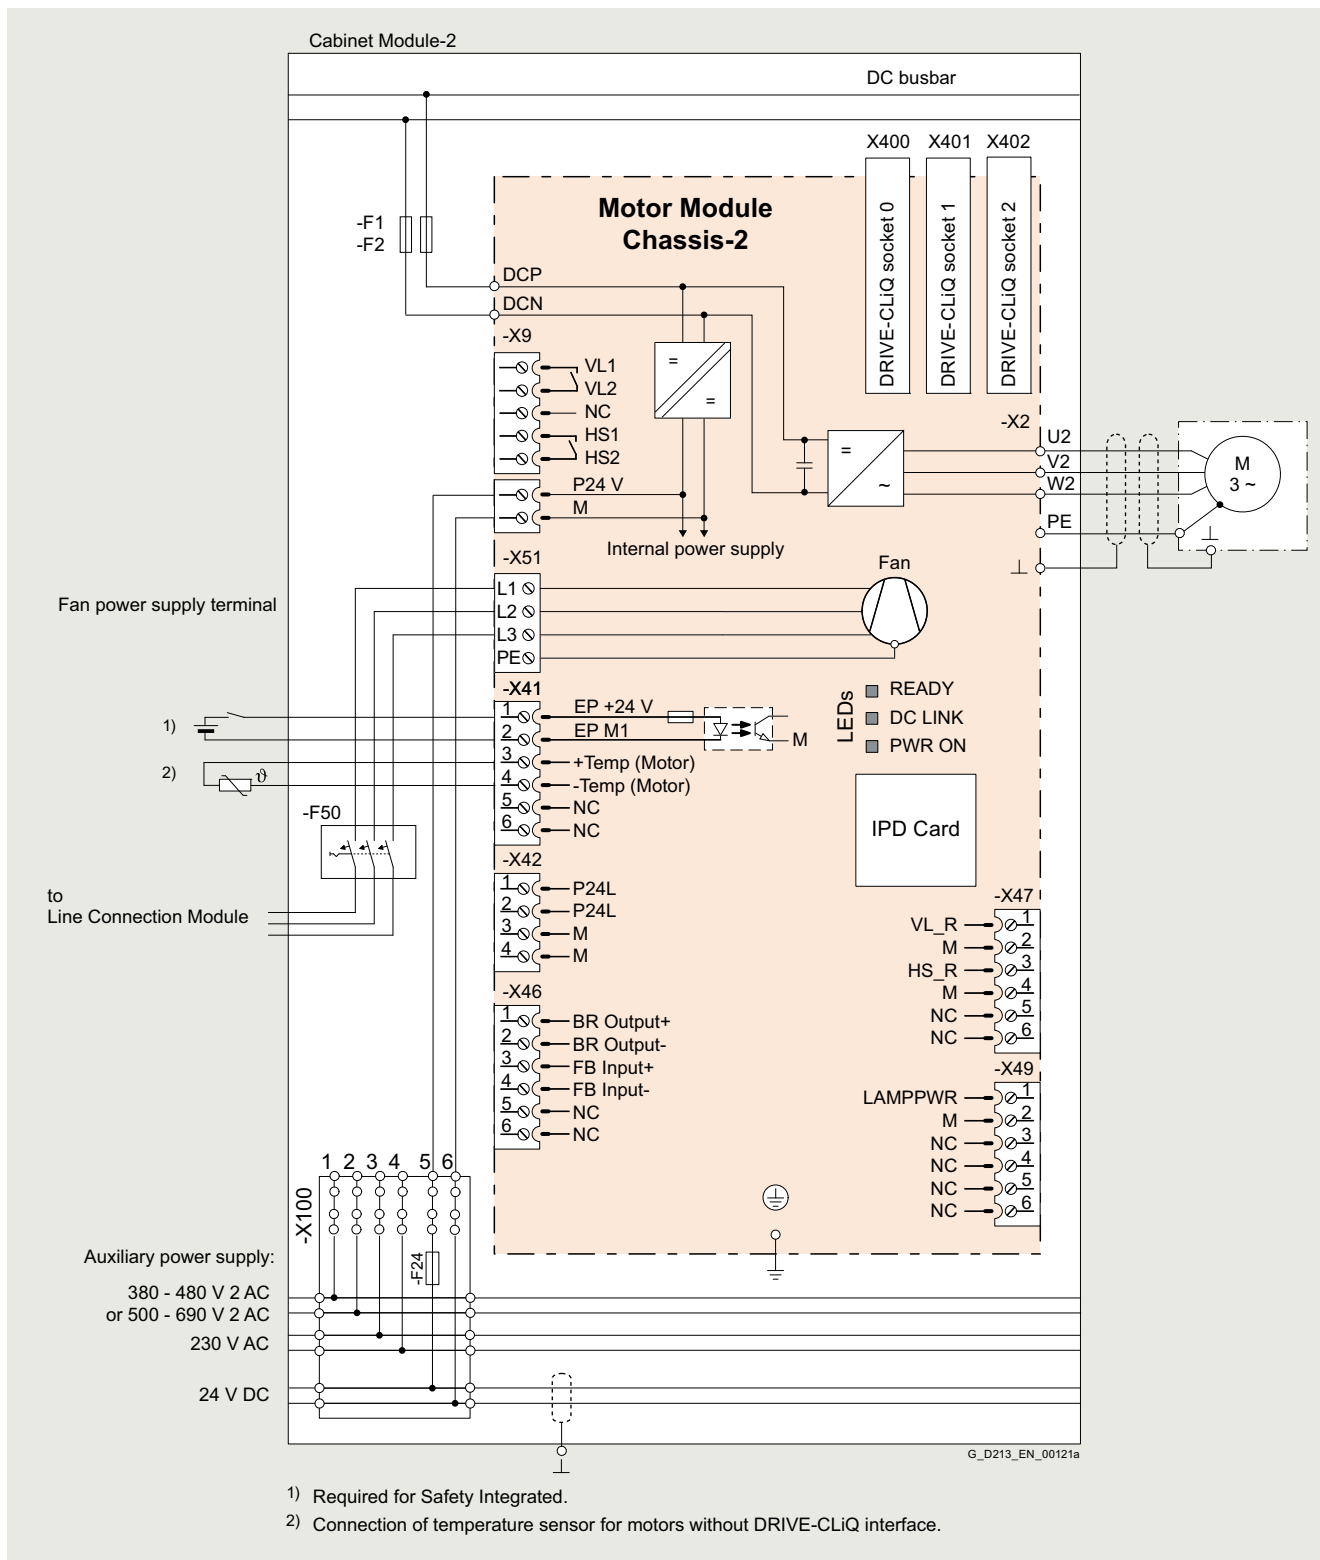 Cabinet Module-2
DC busbar
X400 X401 X402
DRIVE-CLiQ socket 0
DRIVE-CLiQ socket 1
DRIVE-CLiQ socket 2
Motor Module
Chassis-2
-F1
-F2
DCP
DCN
-X9
VL1
VL2
NC
HS1
HS2
P24 V
M
=
=
Internal power supply
=
~
-X2
U2
V2
W2
PE
M
3 ~
-X51
L1
L2
L3
PE
Fan
Fan power supply terminal
-X41
1 EP +24 V
2 EP M1
M
3 +Temp (Motor)
4 -Temp (Motor)
5 NC
6 NC
1)
2)
ϑ
LEDs
READY
DC LINK
PWR ON
IPD Card
-F50
to
Line Connection Module
-X42
1 P24L
2 P24L
3 M
4 M
-X46
1 BR Output+
2 BR Output-
3 FB Input+
4 FB Input-
5 NC
6 NC
-X47
VL_R 1
M 2
HS_R 3
M 4
NC 5
NC 6
-X49
LAMPPWR 1
M 2
NC 3
NC 4
NC 5
NC 6
1 2 3 4 5 6
-X100
-F24
Auxiliary power supply:
380 - 480 V 2 AC
or 500 - 690 V 2 AC
230 V AC
24 V DC
G_D213_EN_00121a
1) Required for Safety Integrated.
2) Connection of temperature sensor for motors without DRIVE-CLiQ interface.